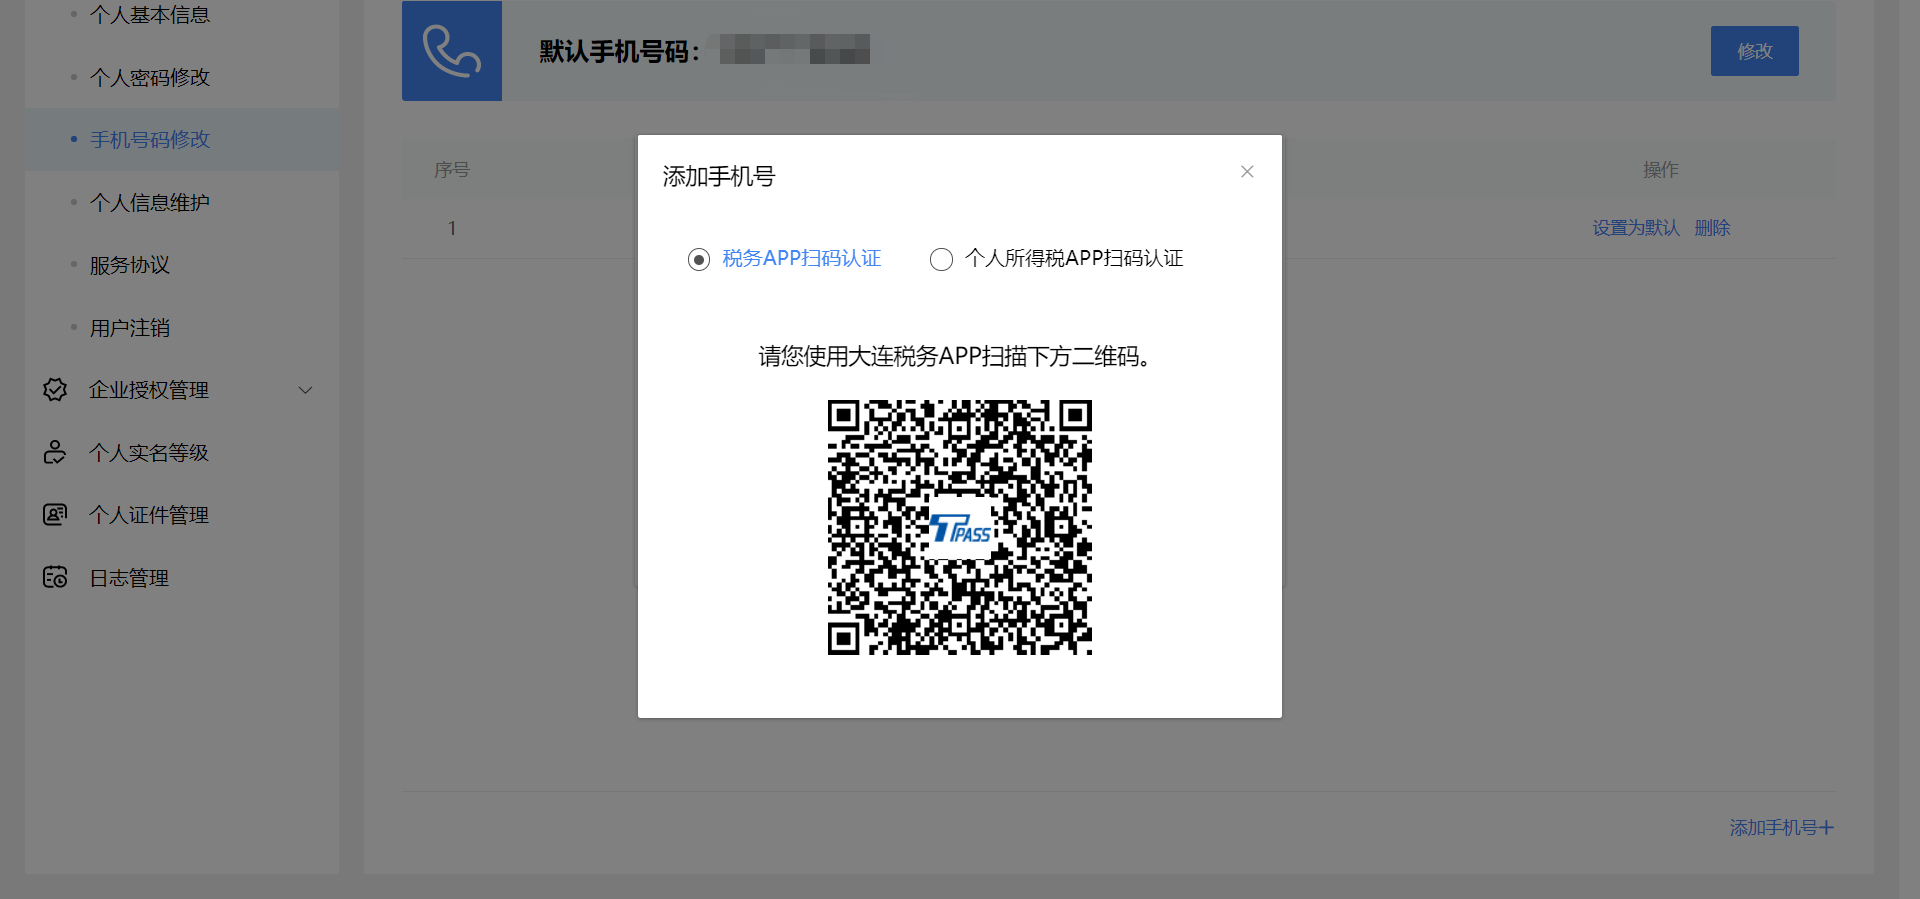 个人基本信息
个人密码修改
手机号码修改
个人信息维护
服务协议
用户注销
企业授权管理
个人实名等级
个人证件管理
日志管理
默认手机号码：
修改
序号
操作
1
设置为默认 删除
添加手机号
税务APP扫码认证
个人所得税APP扫码认证
请您使用大连税务APP扫描下方二维码。
TPASS
添加手机号+